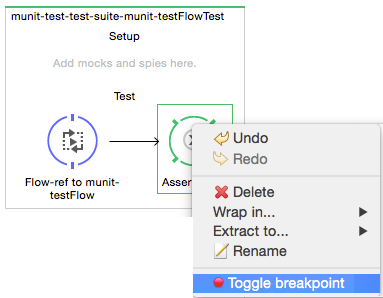 munit-test-test-suite-munit-testFlowTest
Setup
Add mocks and spies here.
Test
Flow-ref to munit-
testFlow
Undo
Redo
Delete
Wrap in...
Extract to...
Rename
Toggle breakpoint